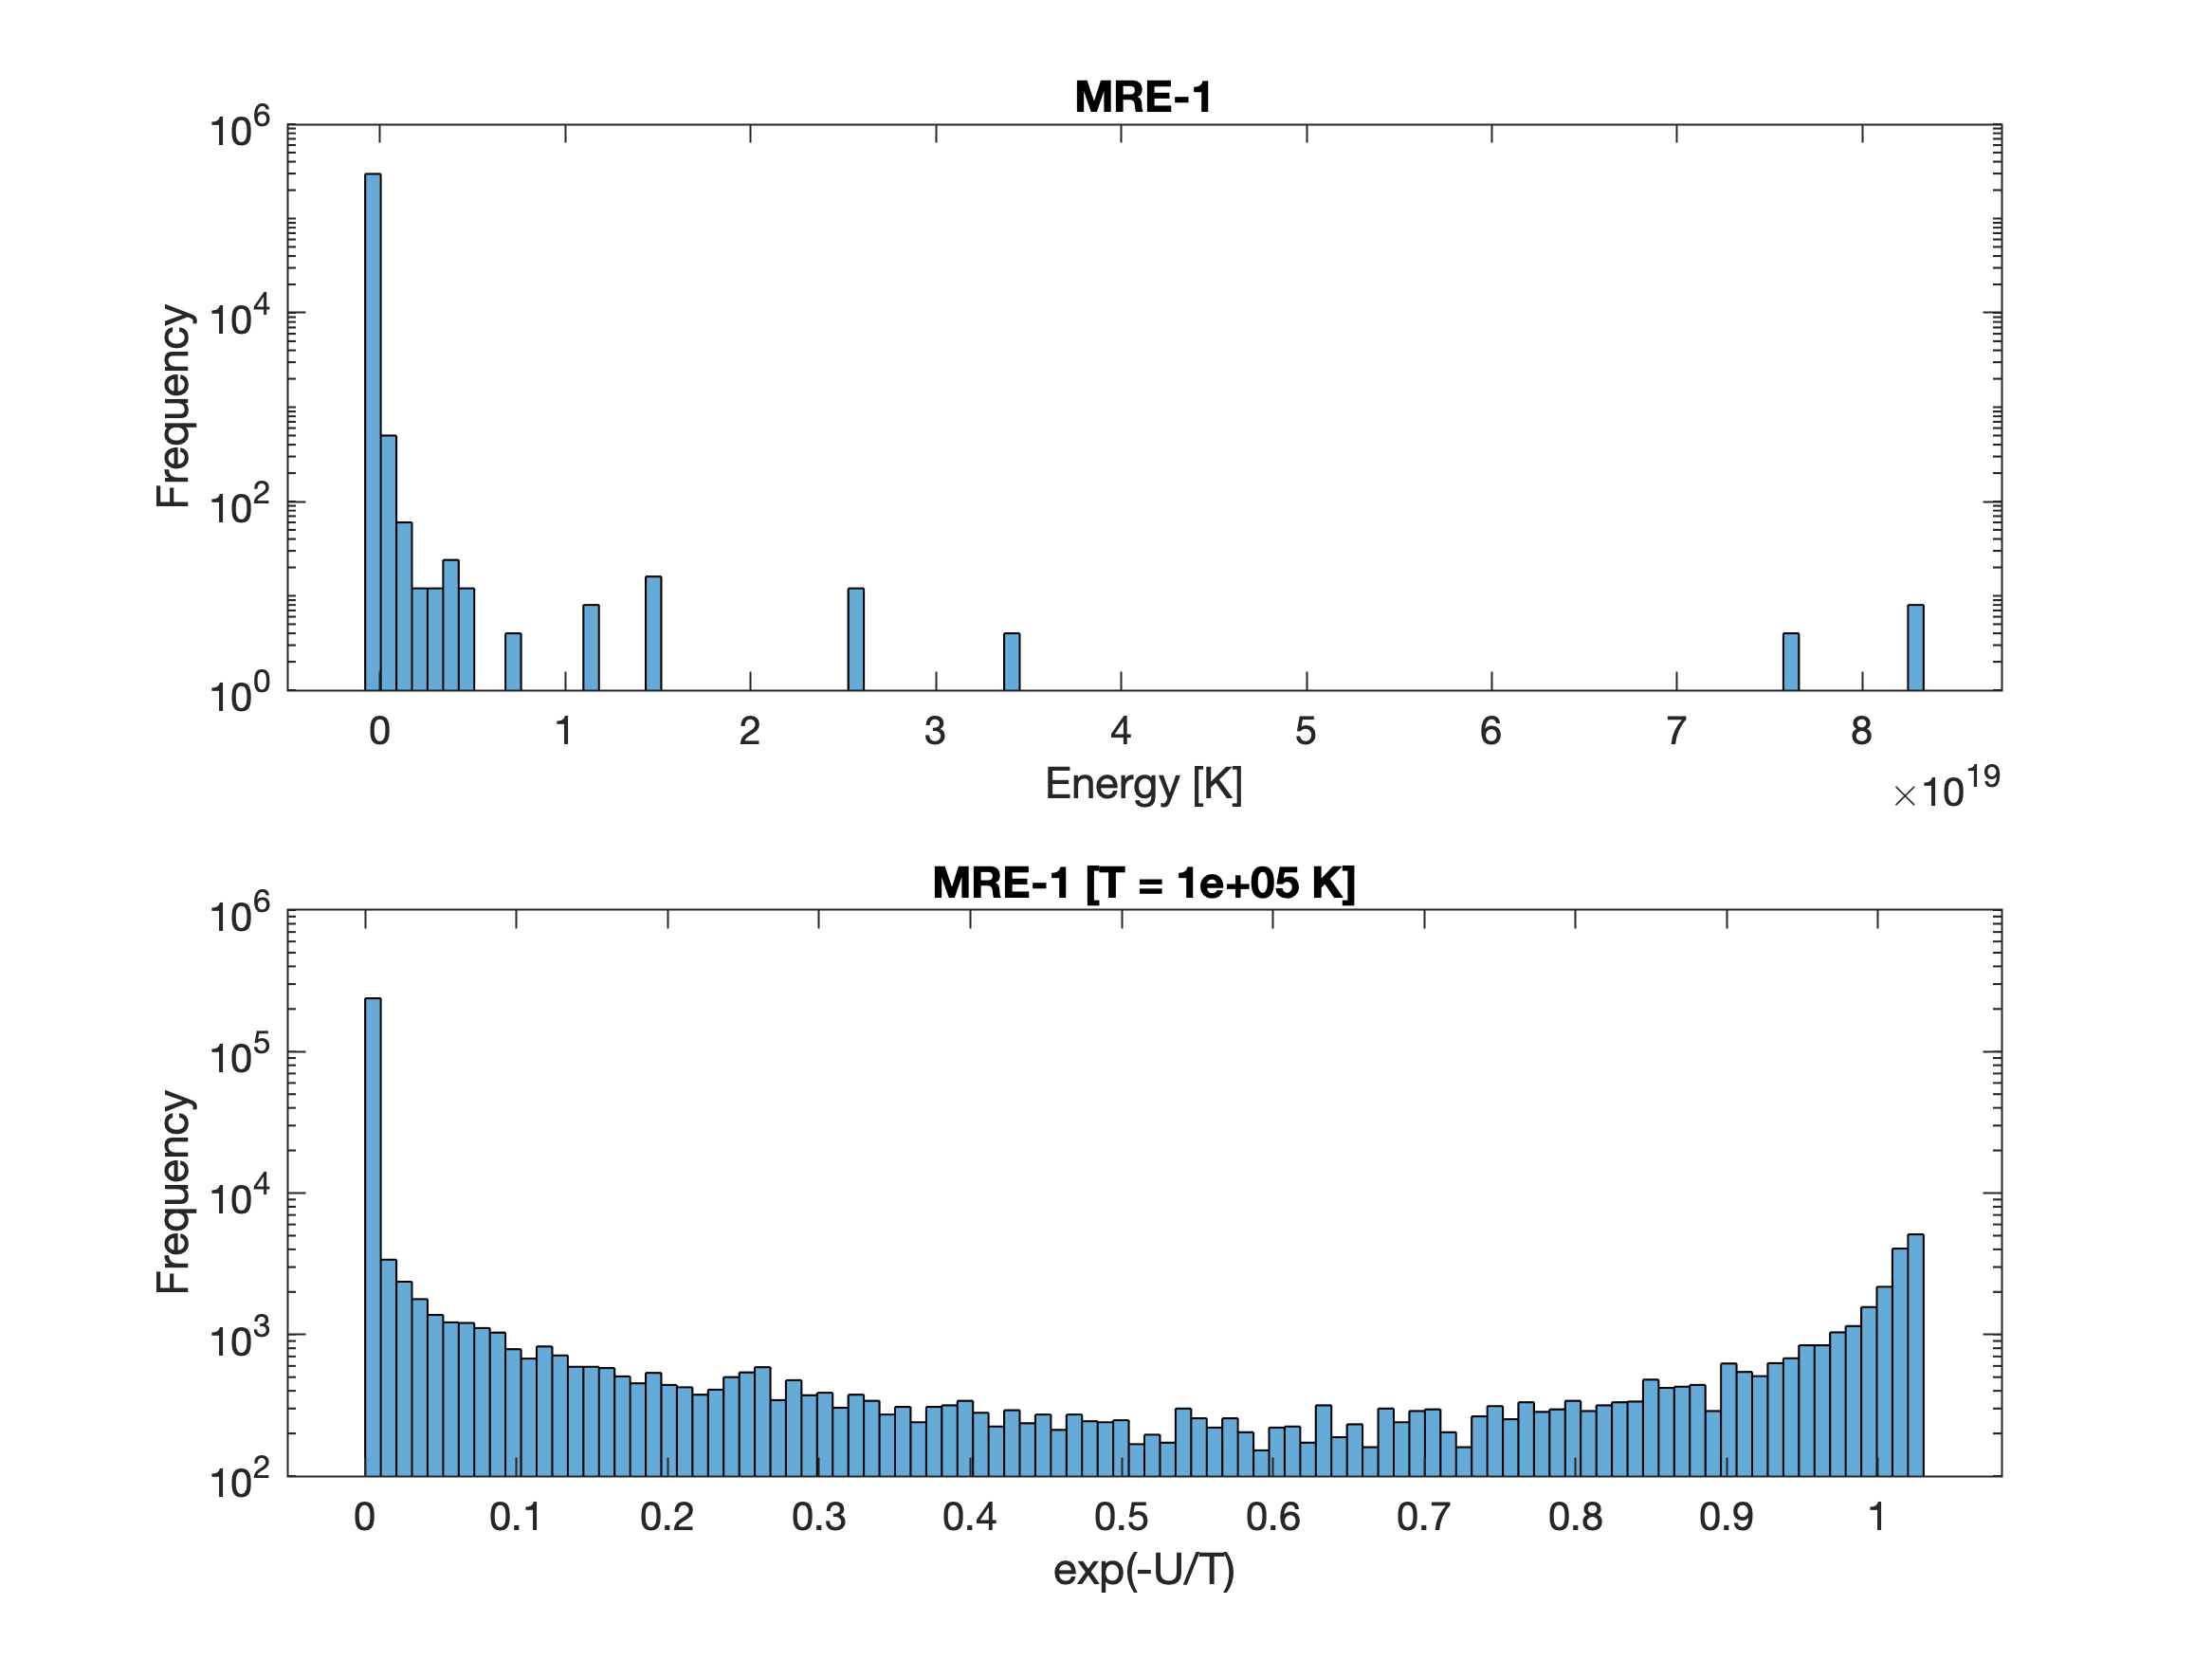 MRE-1
10^6
10^4
10^2
10^0
Frequency
0 1 2 3 4 5 6 7 8
Energy [K]
×10^19
MRE-1 [T = 1e+05 K]
10^6
10^5
10^4
10^3
10^2
Frequency
0 0.1 0.2 0.3 0.4 0.5 0.6 0.7 0.8 0.9 1
exp(-U/T)